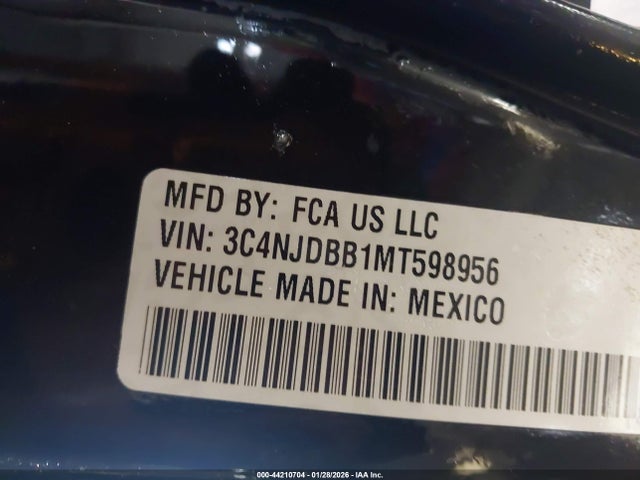 MFD BY: FCA US LLC
VIN: 3C4NJDBB1MT598956
VEHICLE MADE IN: MEXICO
000-44210704 - 01/28/2026 - IAA Inc.